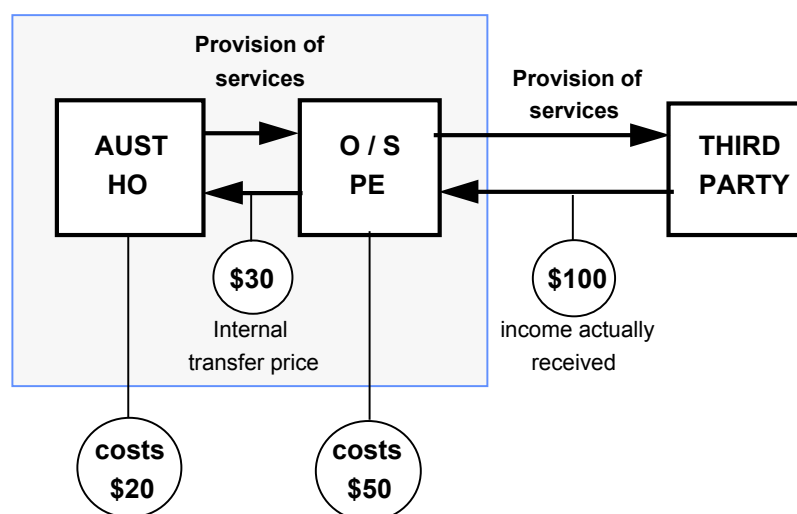 Provision of
services
Provision of
services
AUST
HO
O / S
PE
THIRD
PARTY
$30
$100
Internal
transfer price
income actually
received
costs
$20
costs
$50